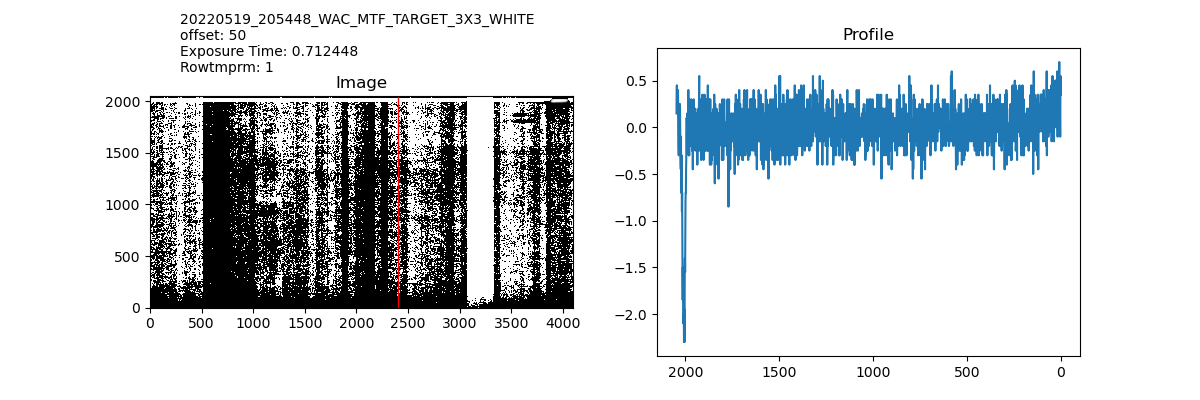 20220519_205448_WAC_MTF_TARGET_3X3_WHITE
offset: 50
Exposure Time: 0.712448
Rowtmprm: 1
Image
2000
1500
1000
500
0
0 500 1000 1500 2000 2500 3000 3500 4000
Profile
0.5
0.0
−0.5
−1.0
−1.5
−2.0
2000 1500 1000 500 0